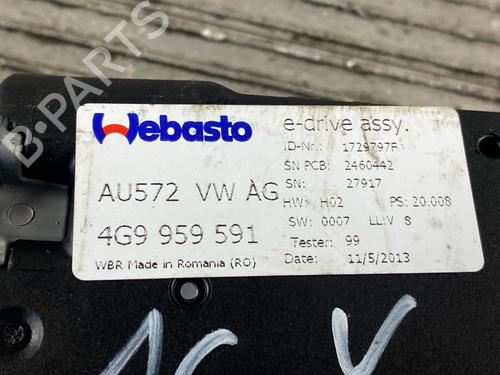 B-PARTS
Webasto
e-drive assy.
ID-Nr.: 1729797F
SN PCB: 2460442
SN: 27917
AU572 VW AG
HW: H02 PS: 20.008
SW: 0007 LL:V 8
4G9 959 591
Tester: 99
WBR Made in Romania (RO)
Date: 11/5/2013